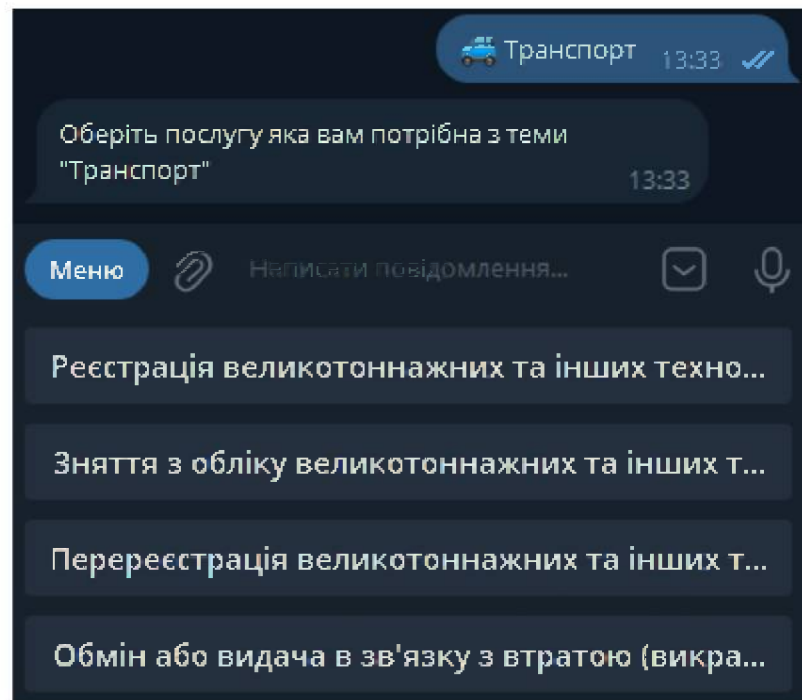 🚙 Транспорт 13:33
Оберіть послугу яка вам потрібна з теми
"Транспорт"
13:33
Меню Написати повідомлення...
Реєстрація великотоннажних та інших техно...
Зняття з обліку великотоннажних та інших т...
Перереєстрація великотоннажних та інших т...
Обмін або видача в зв'язку з втратою (викра...